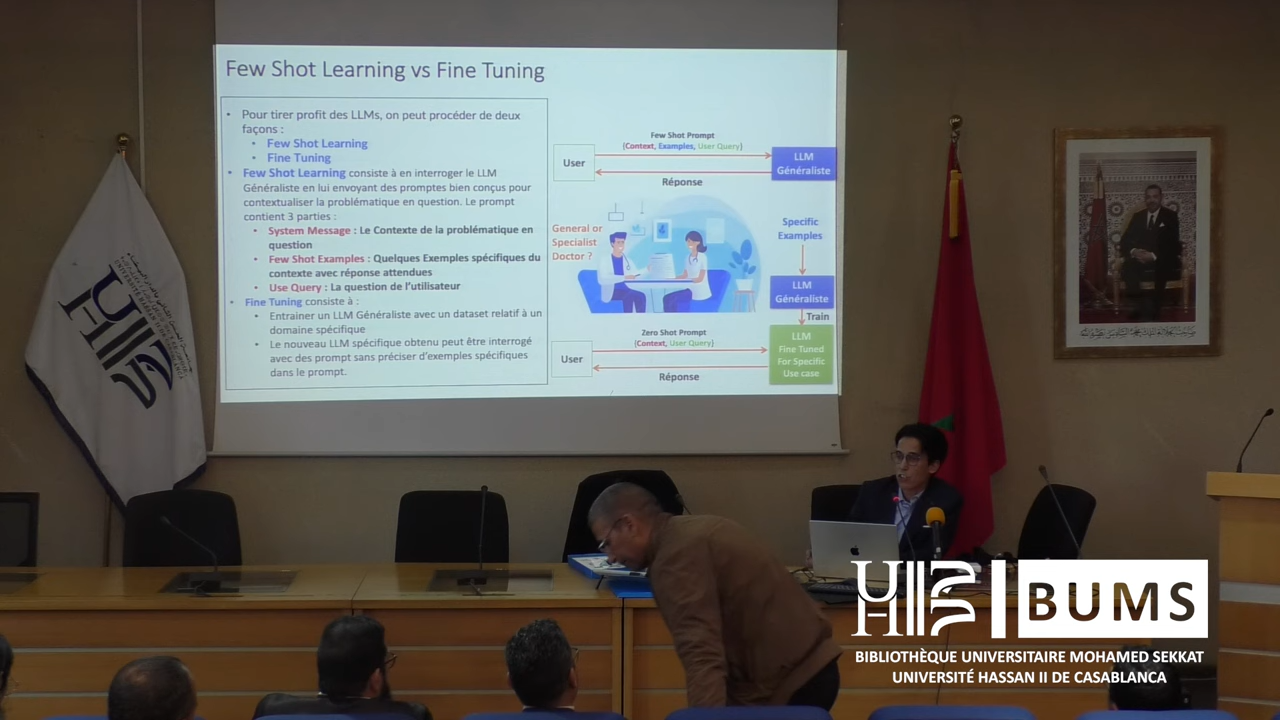 Few Shot Learning vs Fine Tuning
• Pour tirer profit des LLMs, on peut procéder de deux
façons :
• Few Shot Learning
• Fine Tuning
• Few Shot Learning consiste à en interroger le LLM
Généraliste en lui envoyant des promptes bien conçus pour
contextualiser la problématique en question. Le prompt
contient 3 parties :
• System Message : Le Contexte de la problématique en
question
• Few Shot Examples : Quelques Exemples spécifiques du
contexte avec réponse attendues
• Use Query : La question de l'utilisateur
• Fine Tuning consiste à :
• Entrainer un LLM Généraliste avec un dataset relatif à un
domaine spécifique
• Le nouveau LLM spécifique obtenu peut être interrogé
avec des prompt sans préciser d'exemples spécifiques
dans le prompt.
Few Shot Prompt
{Context, Examples, User Query}
User
LLM
Généraliste
Réponse
General or
Specialist
Doctor ?
Specific
Examples
LLM
Généraliste
Train
Zero Shot Prompt
{Context, User Query}
User
LLM
Fine Tuned
For Specific
Use case
Réponse
UH2C
BUMS
BIBLIOTHÈQUE UNIVERSITAIRE MOHAMED SEKKAT
UNIVERSITÉ HASSAN II DE CASABLANCA